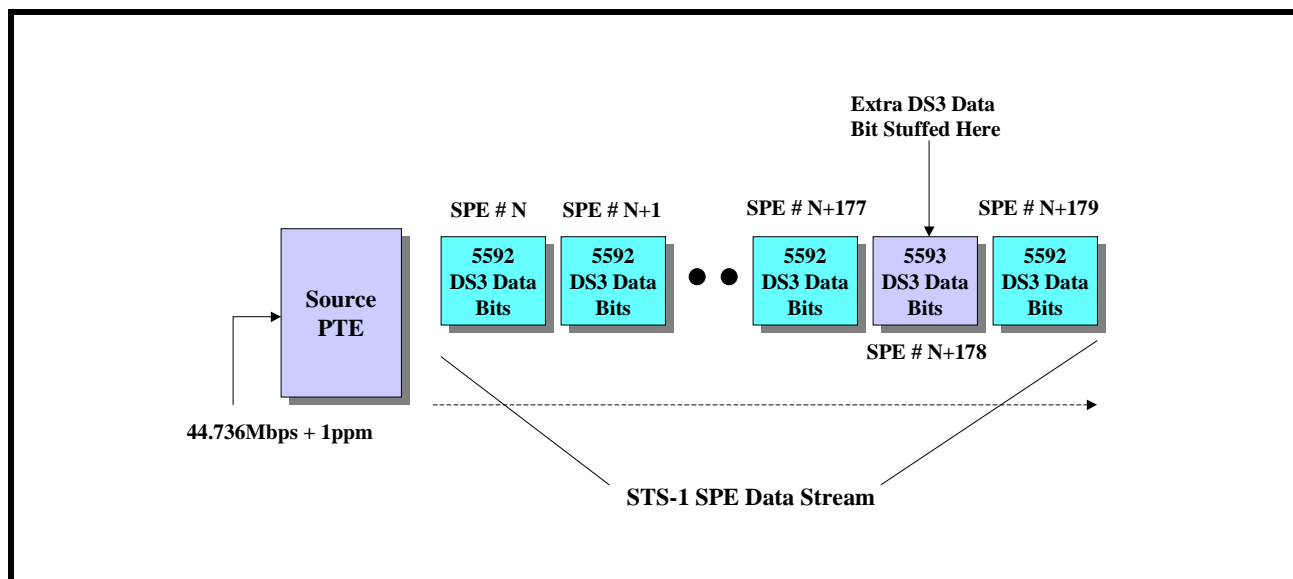 Extra DS3 Data
Bit Stuffed Here
SPE # N
SPE # N+1
SPE # N+177
SPE # N+179
Source
PTE
5592
DS3 Data
Bits
5592
DS3 Data
Bits
5592
DS3 Data
Bits
5593
DS3 Data
Bits
5592
DS3 Data
Bits
SPE # N+178
44.736Mbps + 1ppm
STS-1 SPE Data Stream